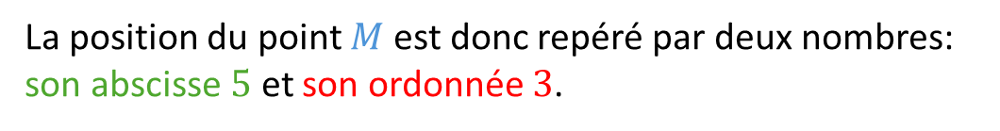 La position du point M est donc repéré par deux nombres:
son abscisse 5 et son ordonnée 3.